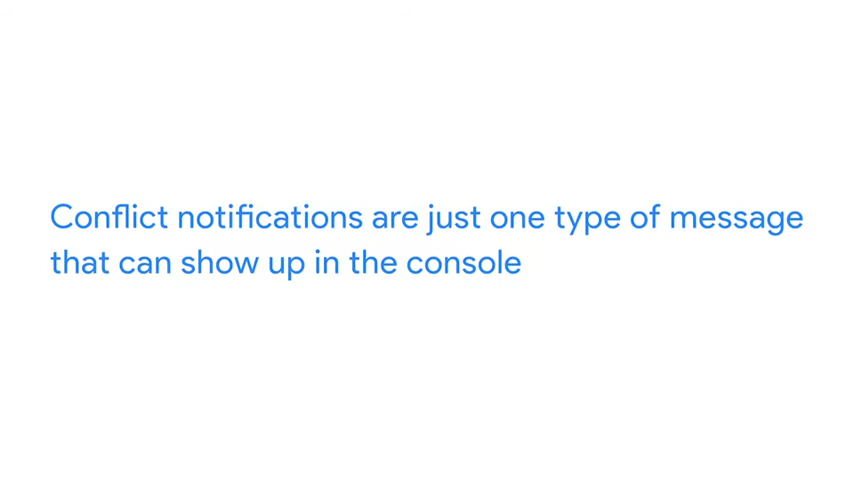 Conflict notifications are just one type of message
that can show up in the console